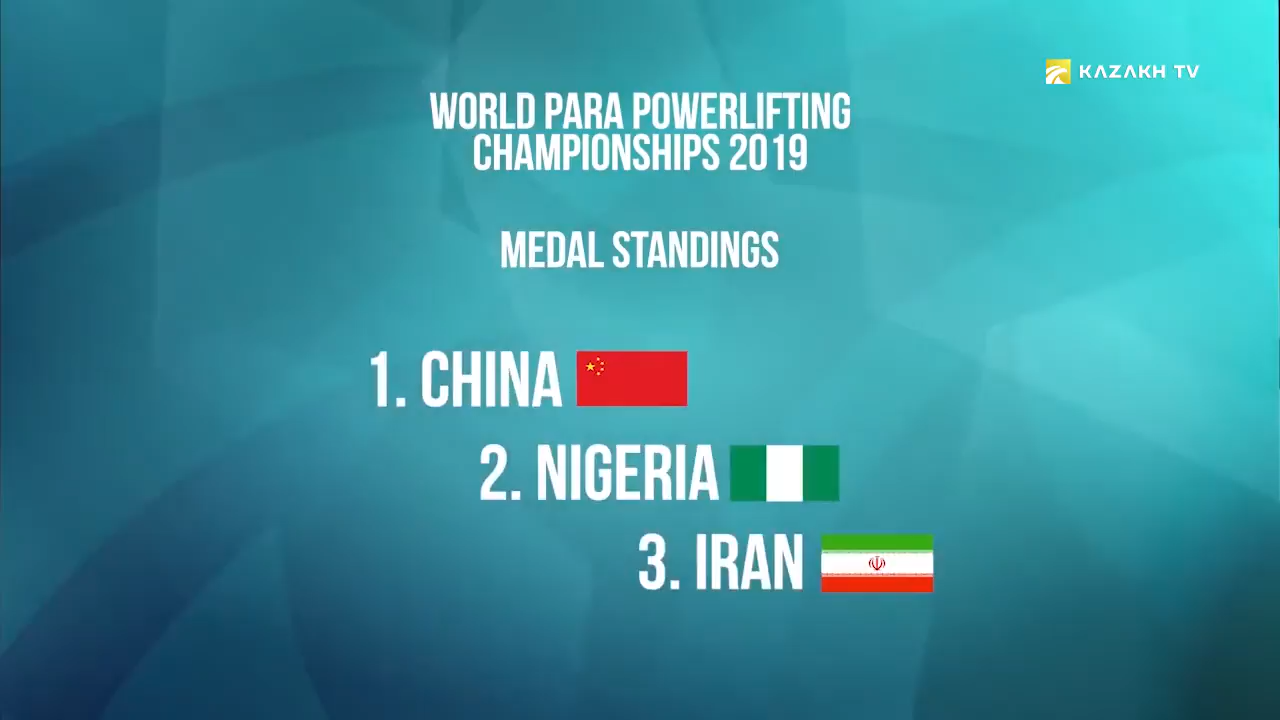 KAZAKH TV
WORLD PARA POWERLIFTING
CHAMPIONSHIPS 2019
MEDAL STANDINGS
1. CHINA
2. NIGERIA
3. IRAN